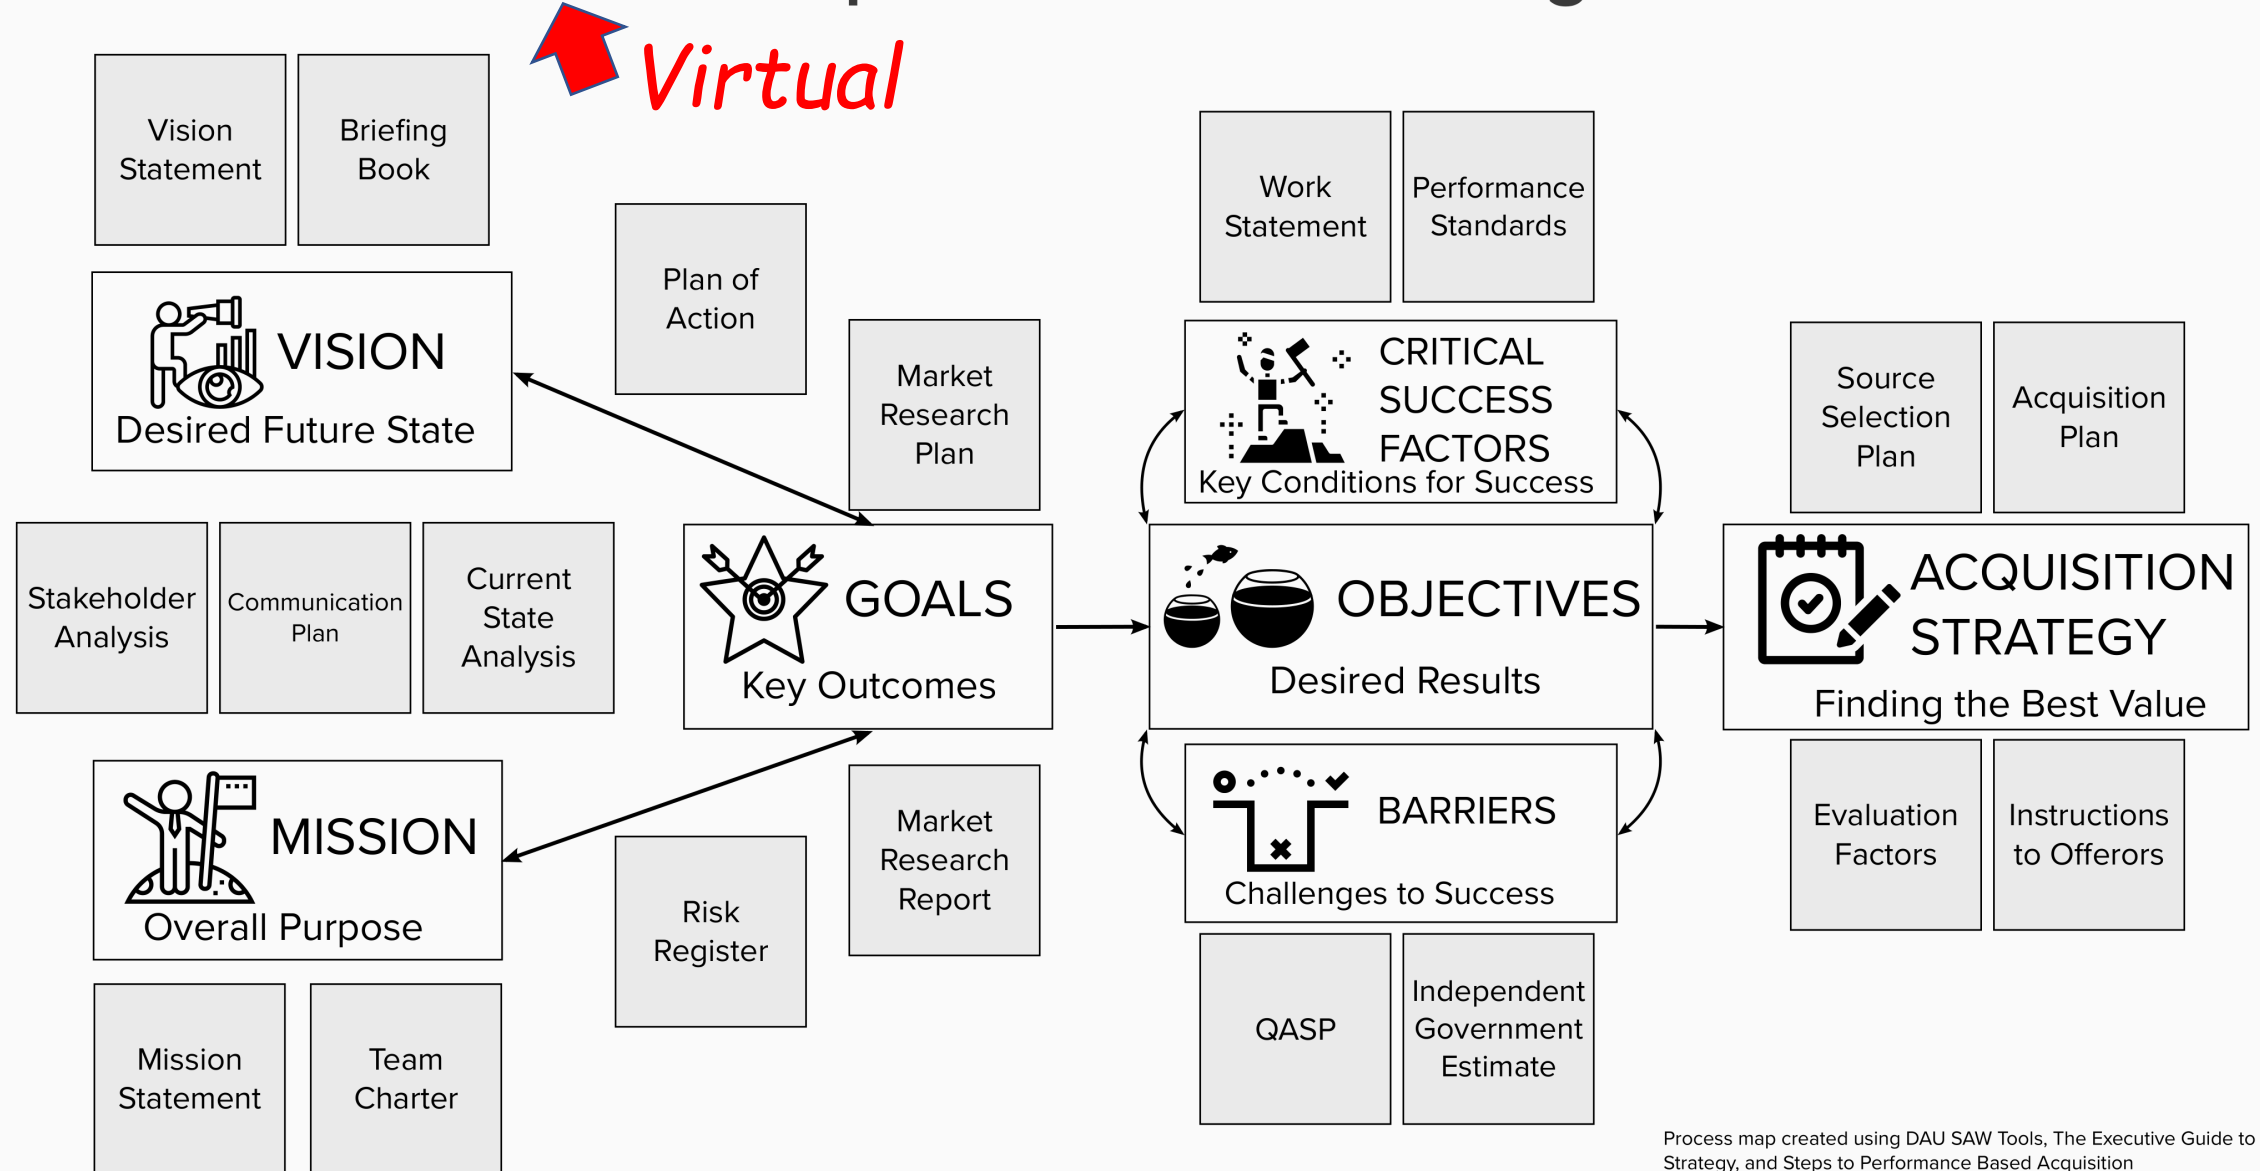 Virtual
Vision
Statement
Briefing
Book
VISION
Desired Future State
Stakeholder
Analysis
Communication
Plan
Current
State
Analysis
MISSION
Overall Purpose
Mission
Statement
Team
Charter
Plan of
Action
Market
Research
Plan
GOALS
Key Outcomes
Risk
Register
Market
Research
Report
Work
Statement
Performance
Standards
CRITICAL
SUCCESS
FACTORS
Key Conditions for Success
OBJECTIVES
Desired Results
BARRIERS
Challenges to Success
QASP
Independent
Government
Estimate
Source
Selection
Plan
Acquisition
Plan
ACQUISITION
STRATEGY
Finding the Best Value
Evaluation
Factors
Instructions
to Offerors
Process map created using DAU SAW Tools, The Executive Guide to
Strategy, and Steps to Performance Based Acquisition